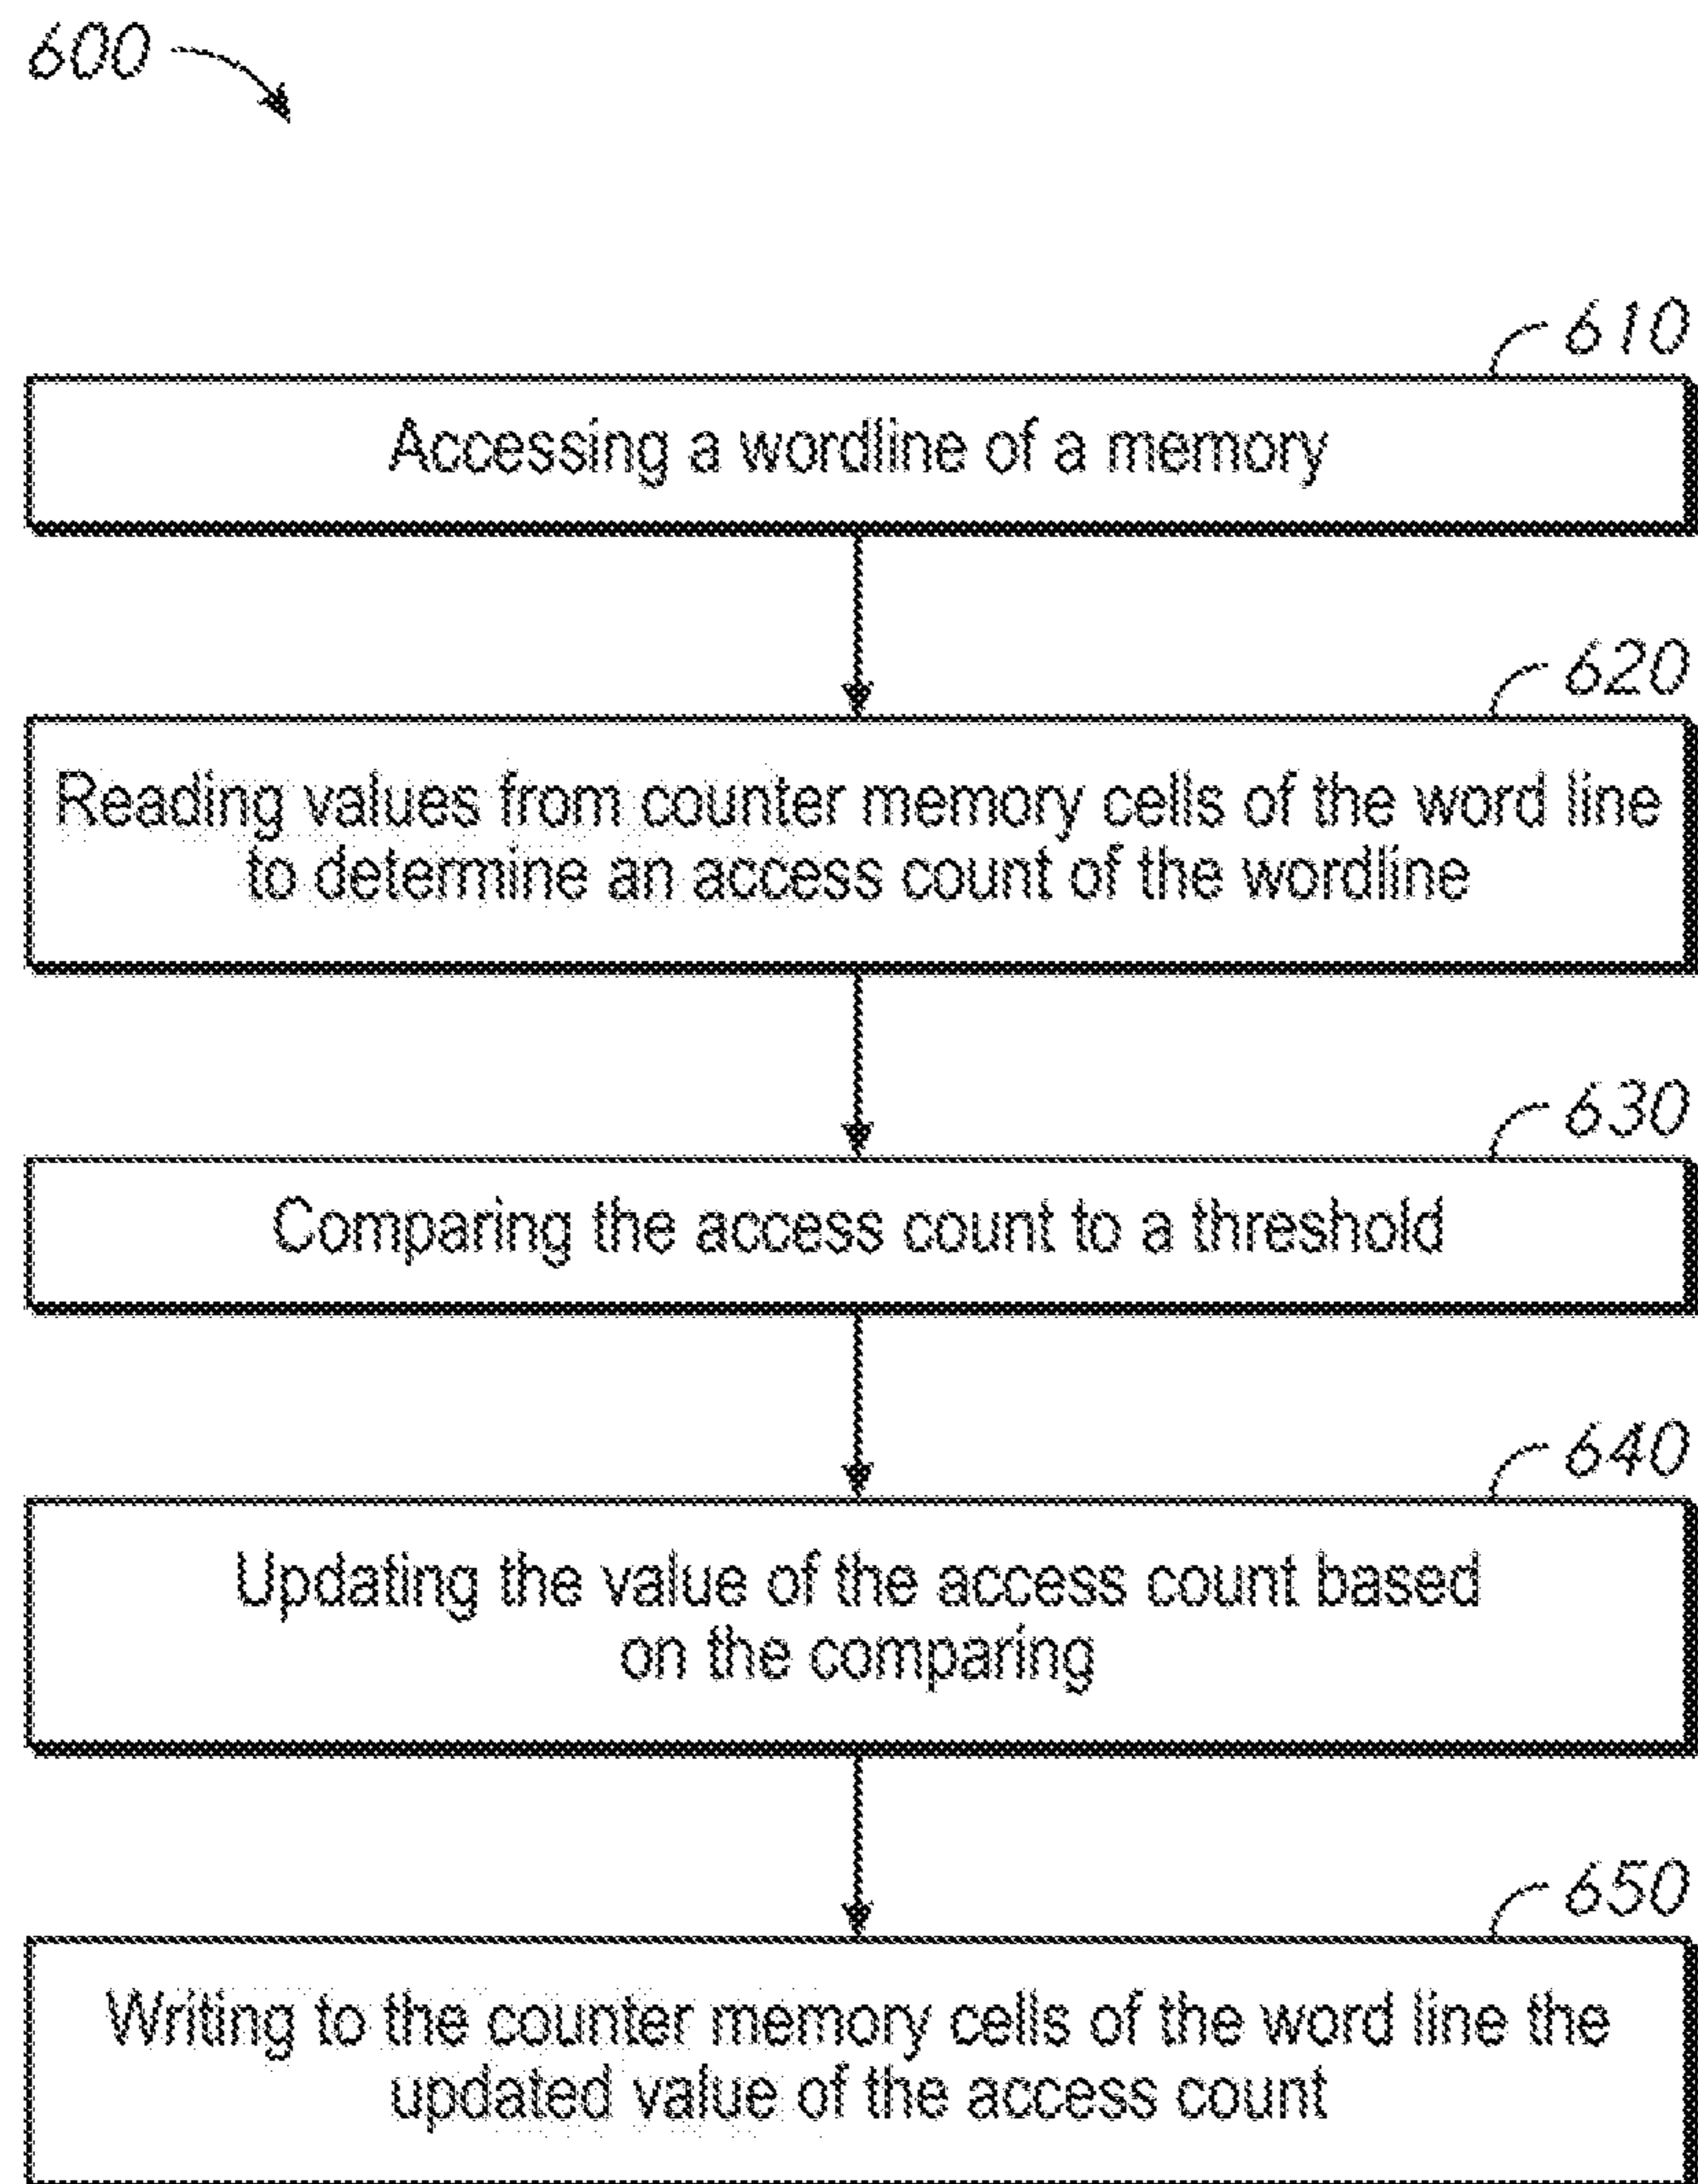 600
610
Accessing a wordline of a memory
620
Reading values from counter memory cells of the word line
to determine an access count of the wordline
630
Comparing the access count to a threshold
640
Updating the value of the access count based
on the comparing
650
Writing to the counter memory cells of the word line the
updated value of the access count